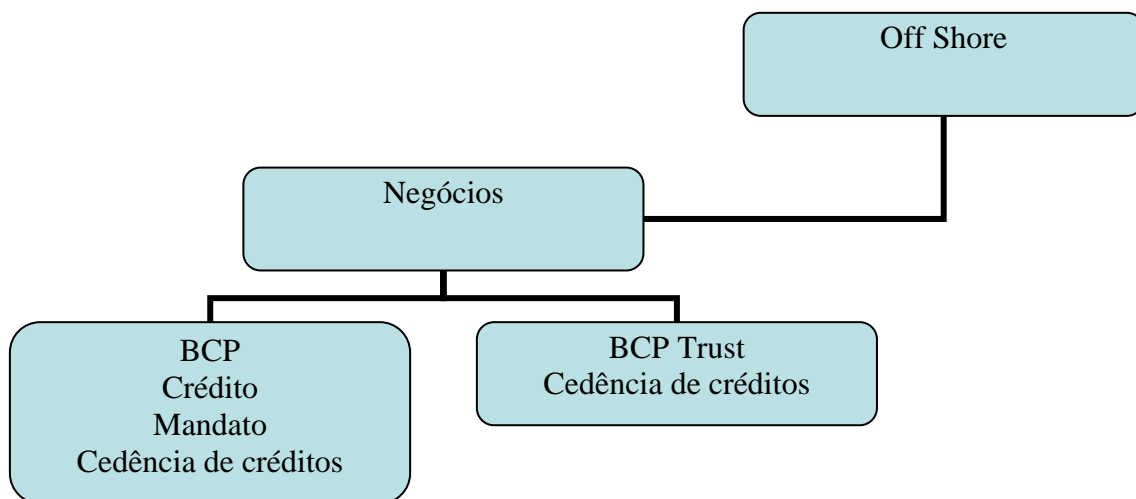 Off Shore
Negócios
BCP
Crédito
Mandato
Cedência de créditos
BCP Trust
Cedência de créditos